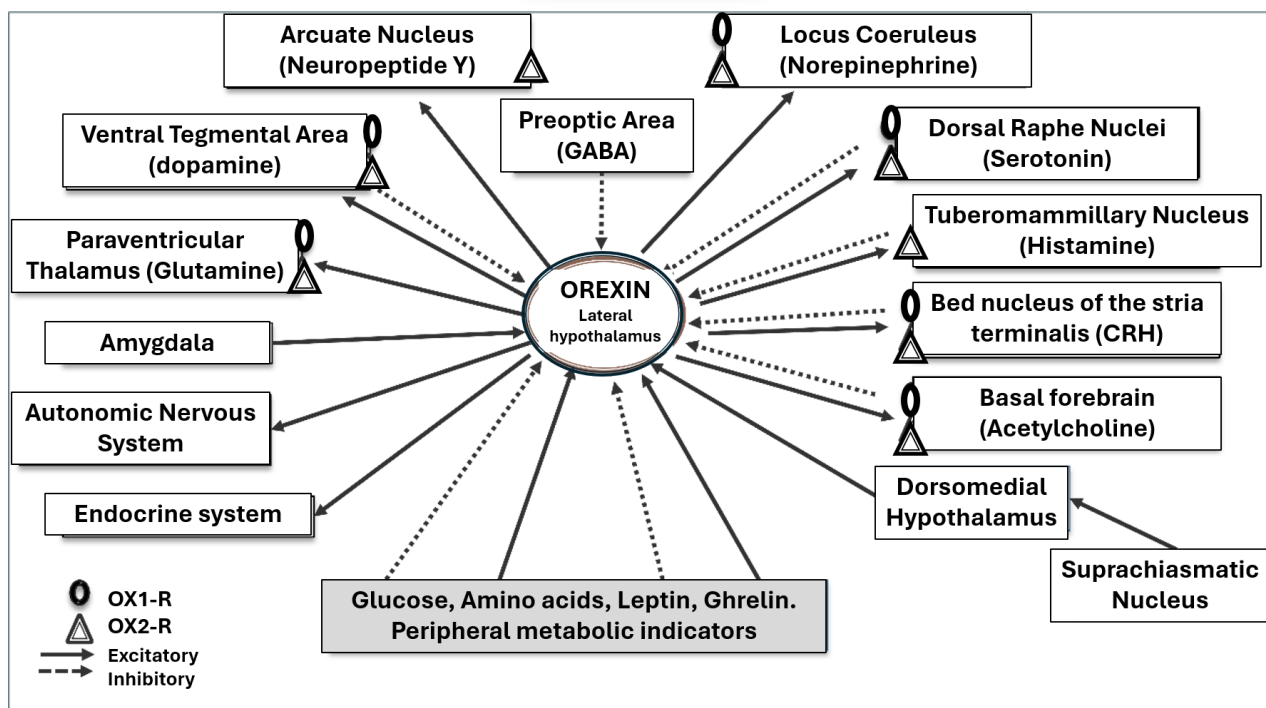 Arcuate Nucleus
(Neuropeptide Y)
Locus Coeruleus
(Norepinephrine)
Preoptic Area
(GABA)
Ventral Tegmental Area
(dopamine)
Dorsal Raphe Nuclei
(Serotonin)
Paraventricular
Thalamus (Glutamine)
Tuberomammillary Nucleus
(Histamine)
OREXIN
Lateral
hypothalamus
Bed nucleus of the stria
terminalis (CRH)
Amygdala
Autonomic Nervous
System
Basal forebrain
(Acetylcholine)
Endocrine system
Dorsomedial
Hypothalamus
Suprachiasmatic
Nucleus
Glucose, Amino acids, Leptin, Ghrelin.
Peripheral metabolic indicators
OX1-R
OX2-R
Excitatory
Inhibitory